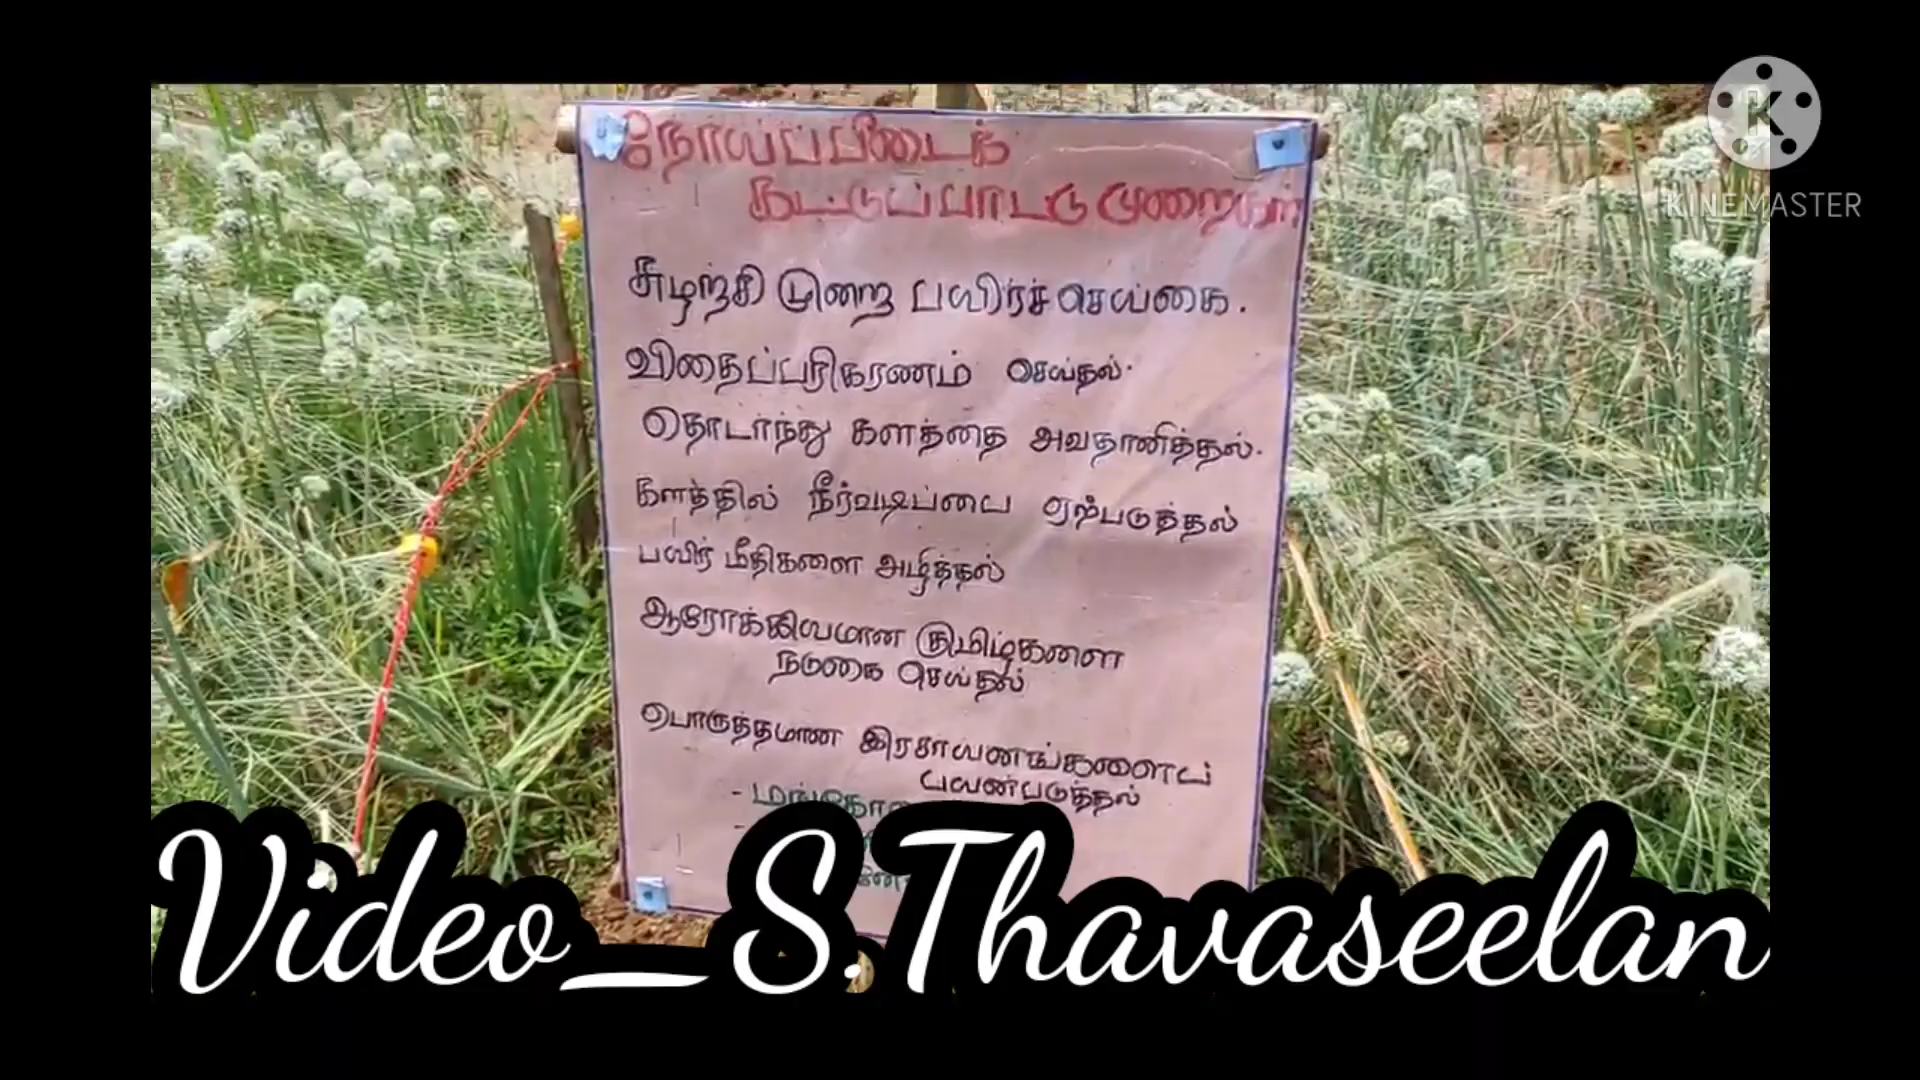 KINEMASTER
நோய்ப்பீடைக்
கட்டுப்பாட்டு முறைகள்
சுழற்சி முறை பயிர்ச்செய்கை.
விதைப்பரிகரணம் செய்தல்.
தொடர்ந்து களத்தை அவதானித்தல்.
களத்தில் நீர்வடிப்பை ஏற்படுத்தல்
பயிர் மீதிகளை அழித்தல்
ஆரோக்கியமான குமிழ்களை
நடுகை செய்தல்
பொருத்தமான இரசாயனங்களைப்
பயன்படுத்தல்
Video_S.Thavaseelan